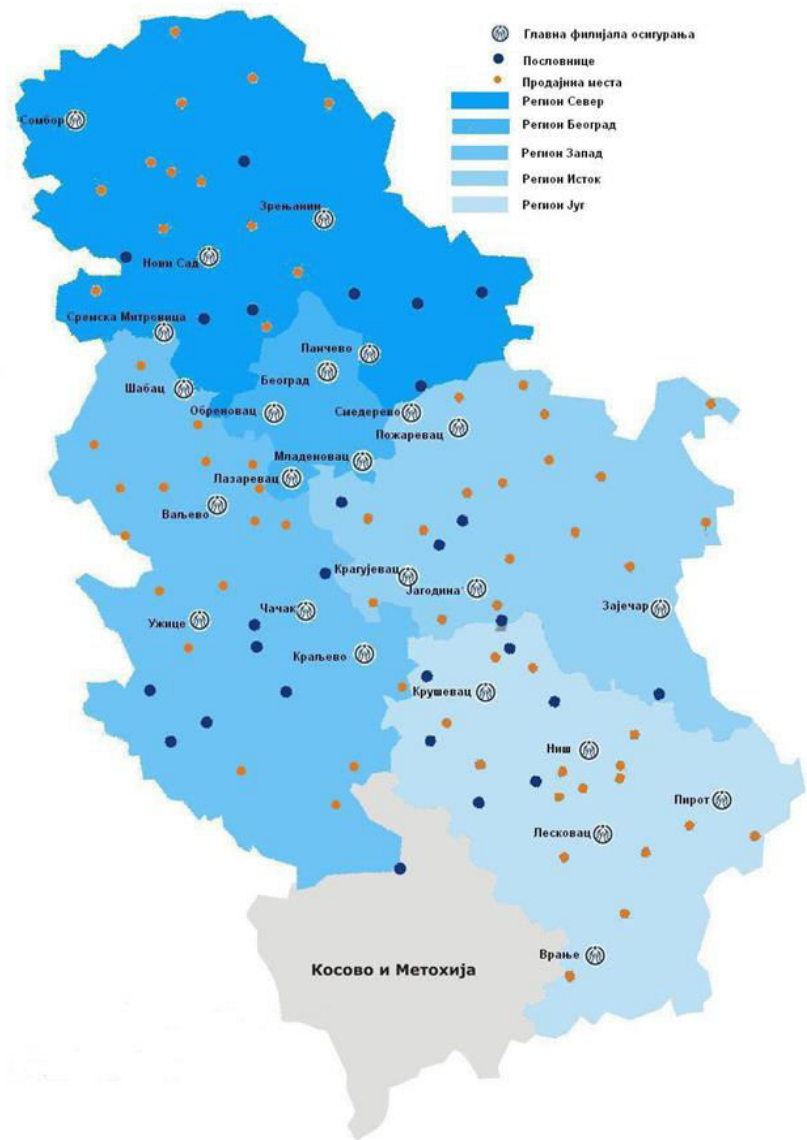 Главна филијала осигурања
Пословнице
Продајна места
Регион Север
Регион Београд
Регион Запад
Регион Исток
Регион Југ
Сомбор
Зрењанин
Нови Сад
Сремска Митровица
Панчево
Београд
Шабац
Обреновац
Смедерево
Пожаревац
Младеновац
Лазаревац
Ваљево
Крагујевац
Јагодина
Чачак
Зајечар
Ужице
Краљево
Крушевац
Ниш
Пирот
Лесковац
Врање
Косово и Метохија